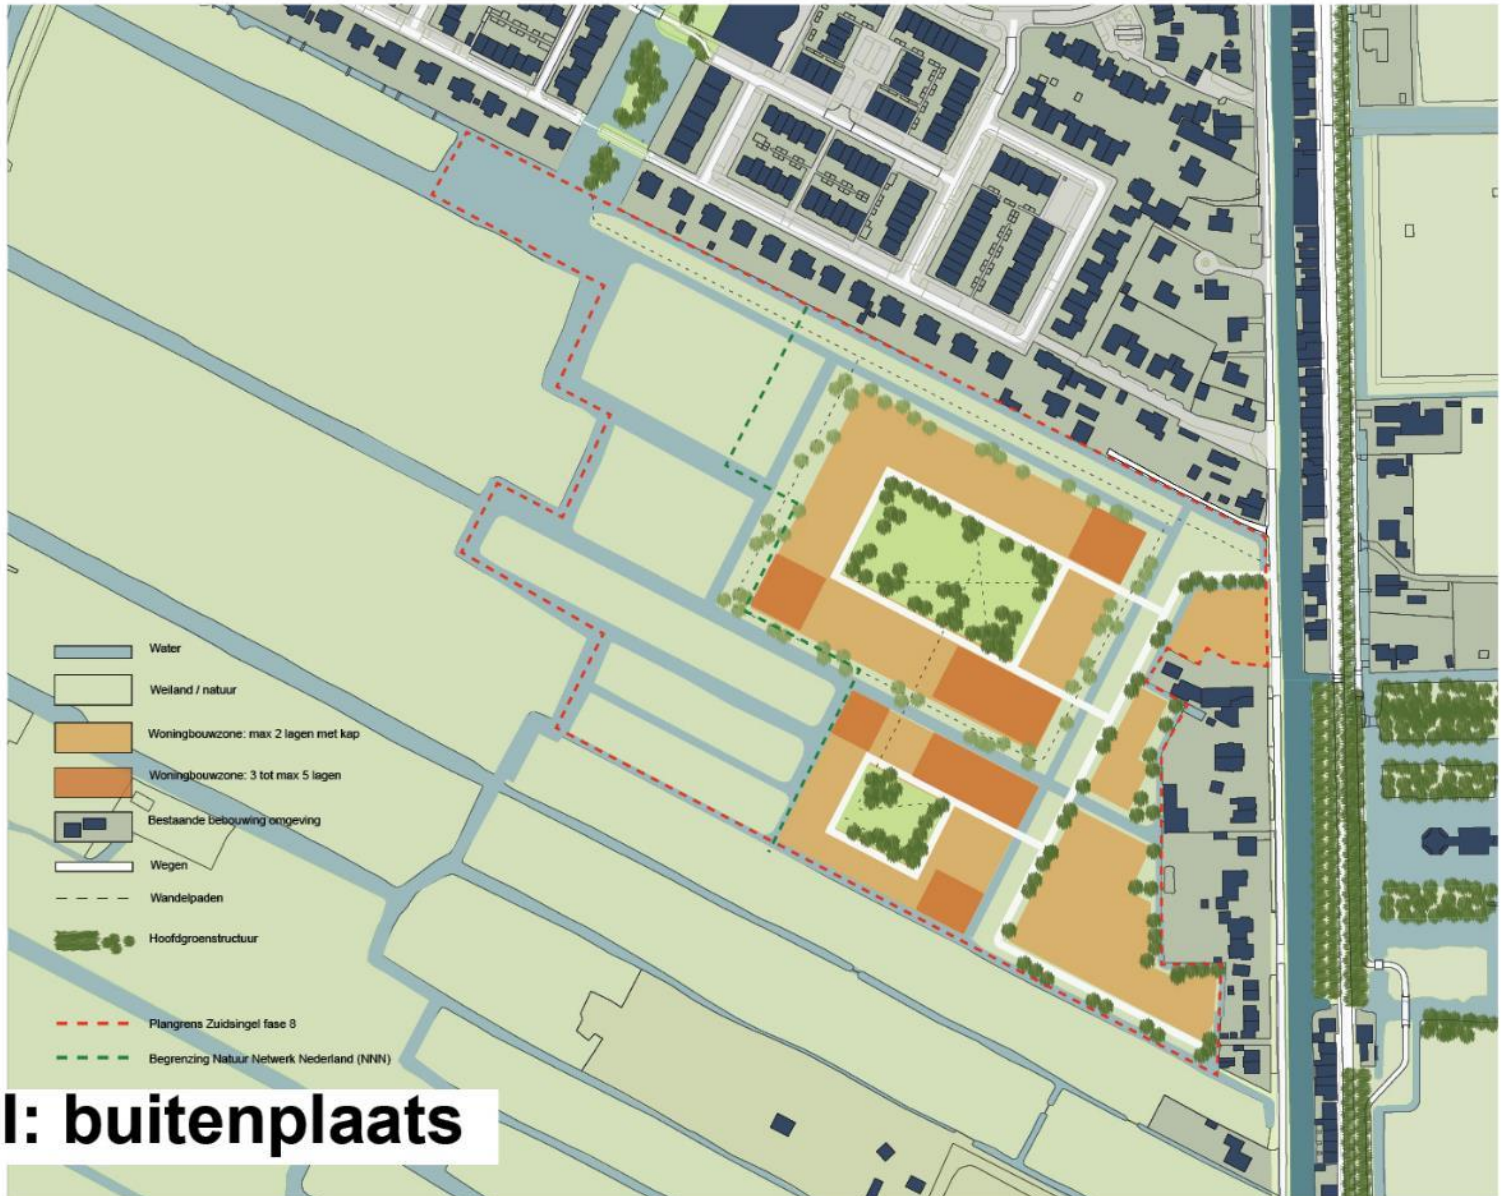 Water
Weiland / natuur
Woningbouwzone: max 2 lagen met kap
Woningbouwzone: 3 tot max 5 lagen
Bestaande bebouwing omgeving
Wegen
Wandelpaden
Hoofdgroenstructuur
Plangrens Zuidsingel fase 8
Begrenzing Natuur Netwerk Nederland (NNN)
l: buitenplaats